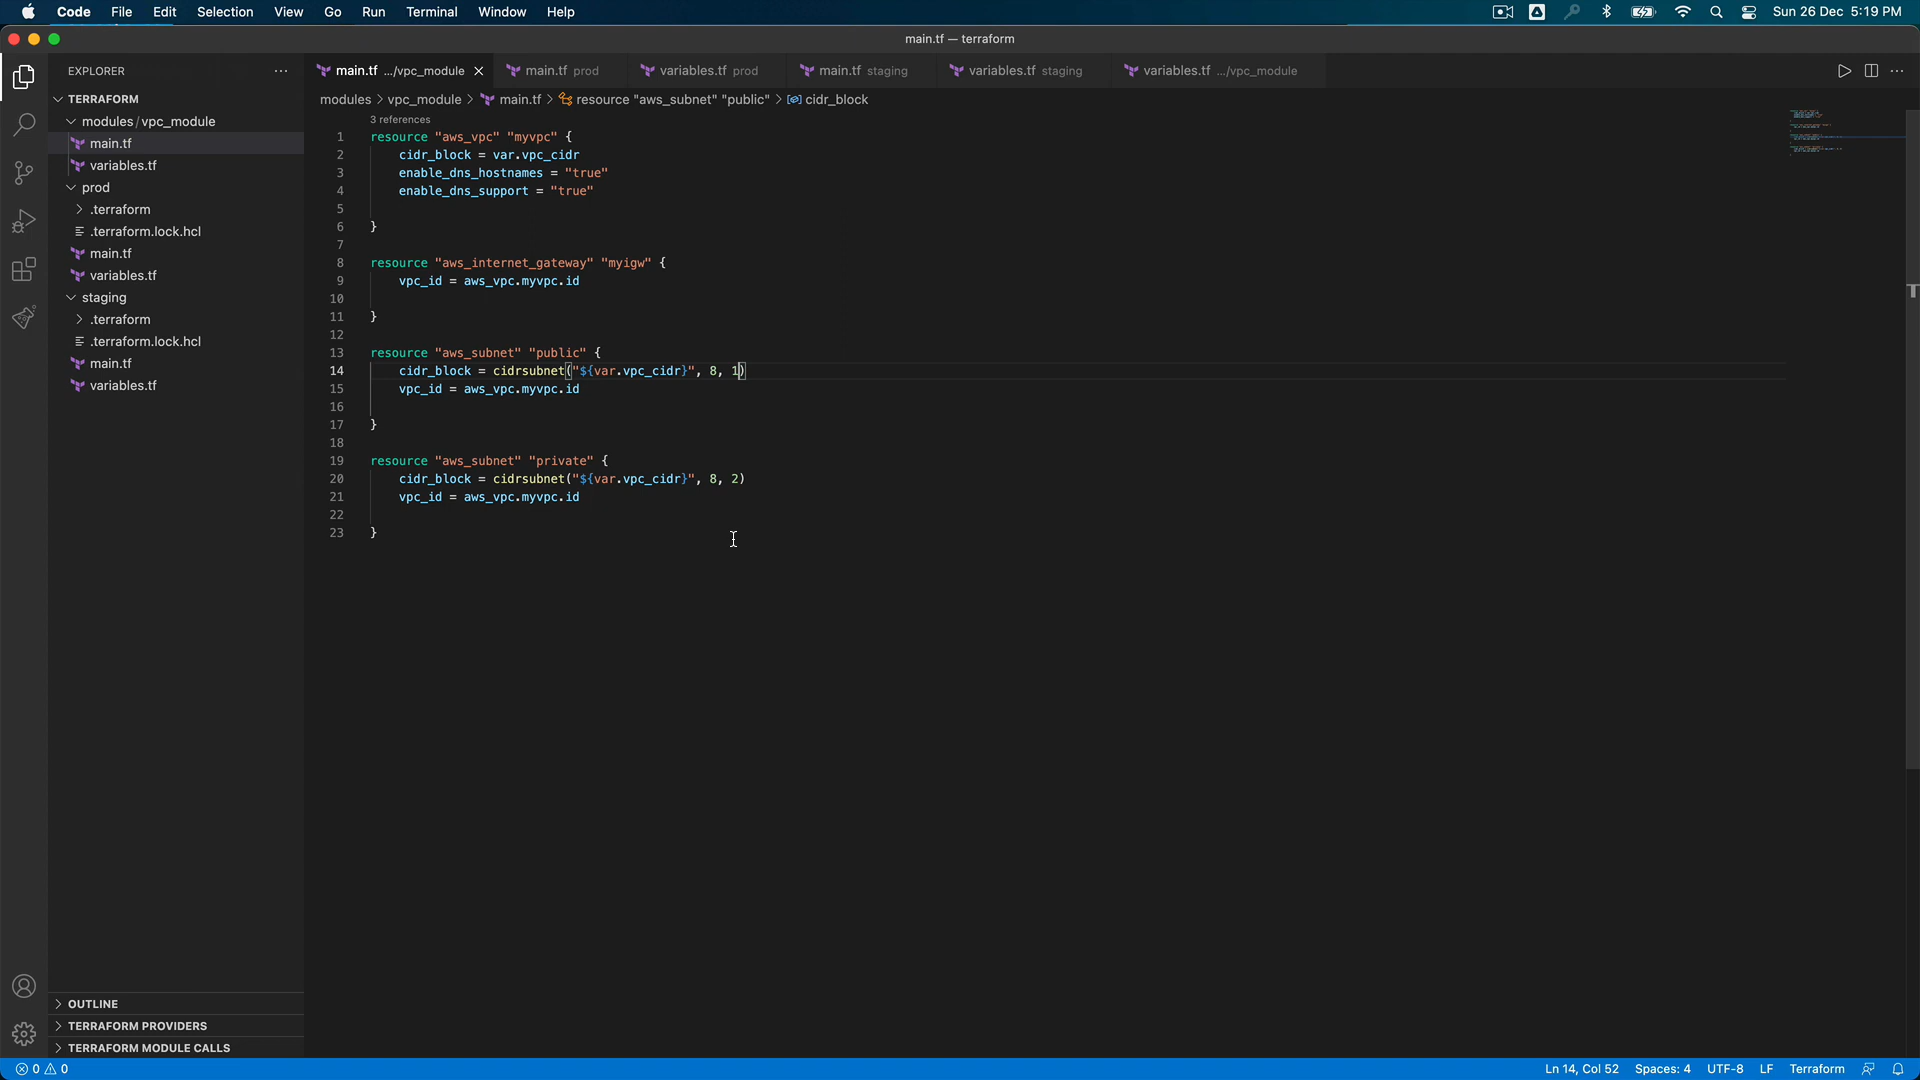 Code File Edit Selection View Go Run Terminal Window Help Sun 26 Dec 5:19 PM
main.tf — terraform
EXPLORER
TERRAFORM
modules/vpc_module
main.tf
variables.tf
prod
.terraform
.terraform.lock.hcl
main.tf
variables.tf
staging
.terraform
.terraform.lock.hcl
main.tf
variables.tf
OUTLINE
TERRAFORM PROVIDERS
TERRAFORM MODULE CALLS
main.tf .../vpc_module main.tf prod variables.tf prod main.tf staging variables.tf staging variables.tf .../vpc_module
modules > vpc_module > main.tf > resource "aws_subnet" "public" > cidr_block
3 references
1 resource "aws_vpc" "myvpc" {
2 cidr_block = var.vpc_cidr
3 enable_dns_hostnames = "true"
4 enable_dns_support = "true"
5
6 }
7
8 resource "aws_internet_gateway" "myigw" {
9 vpc_id = aws_vpc.myvpc.id
10
11 }
12
13 resource "aws_subnet" "public" {
14 cidr_block = cidrsubnet("${var.vpc_cidr}", 8, 1)
15 vpc_id = aws_vpc.myvpc.id
16
17 }
18
19 resource "aws_subnet" "private" {
20 cidr_block = cidrsubnet("${var.vpc_cidr}", 8, 2)
21 vpc_id = aws_vpc.myvpc.id
22
23 }
0 0 Ln 14, Col 52 Spaces: 4 UTF-8 LF Terraform